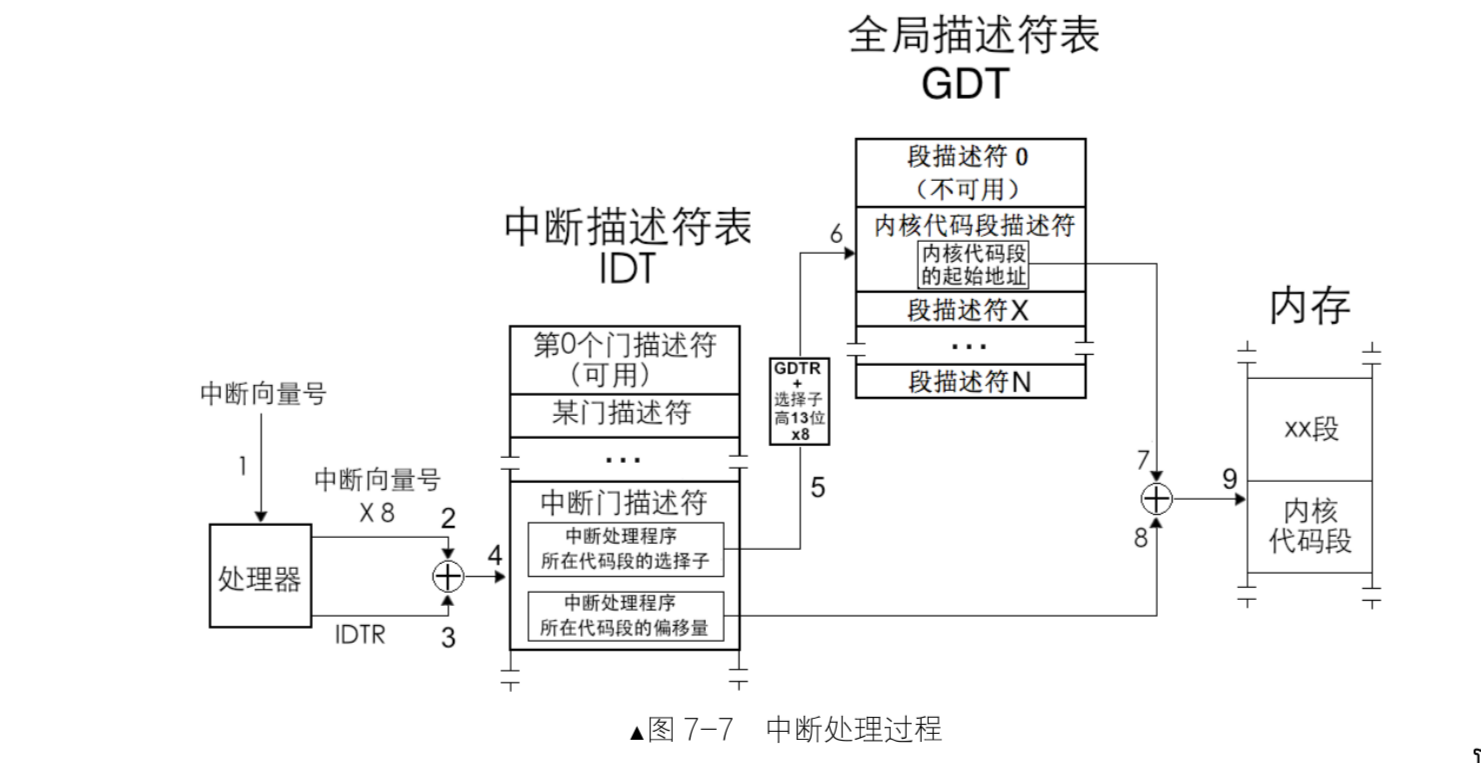 全局描述符表
GDT
段描述符 0
（不可用）
内核代码段描述符
内核代码段
的起始地址
段描述符X
...
段描述符N
6
中断描述符表
IDT
第0个门描述符
（可用）
某门描述符
...
中断门描述符
中断处理程序
所在代码段的选择子
中断处理程序
所在代码段的偏移量
GDTR
+
选择子
高13位
x8
5
内存
xx段
内核
代码段
7
8
9
中断向量号
1
中断向量号
X 8
2
处理器
4
IDTR
3
▲图 7-7 中断处理过程